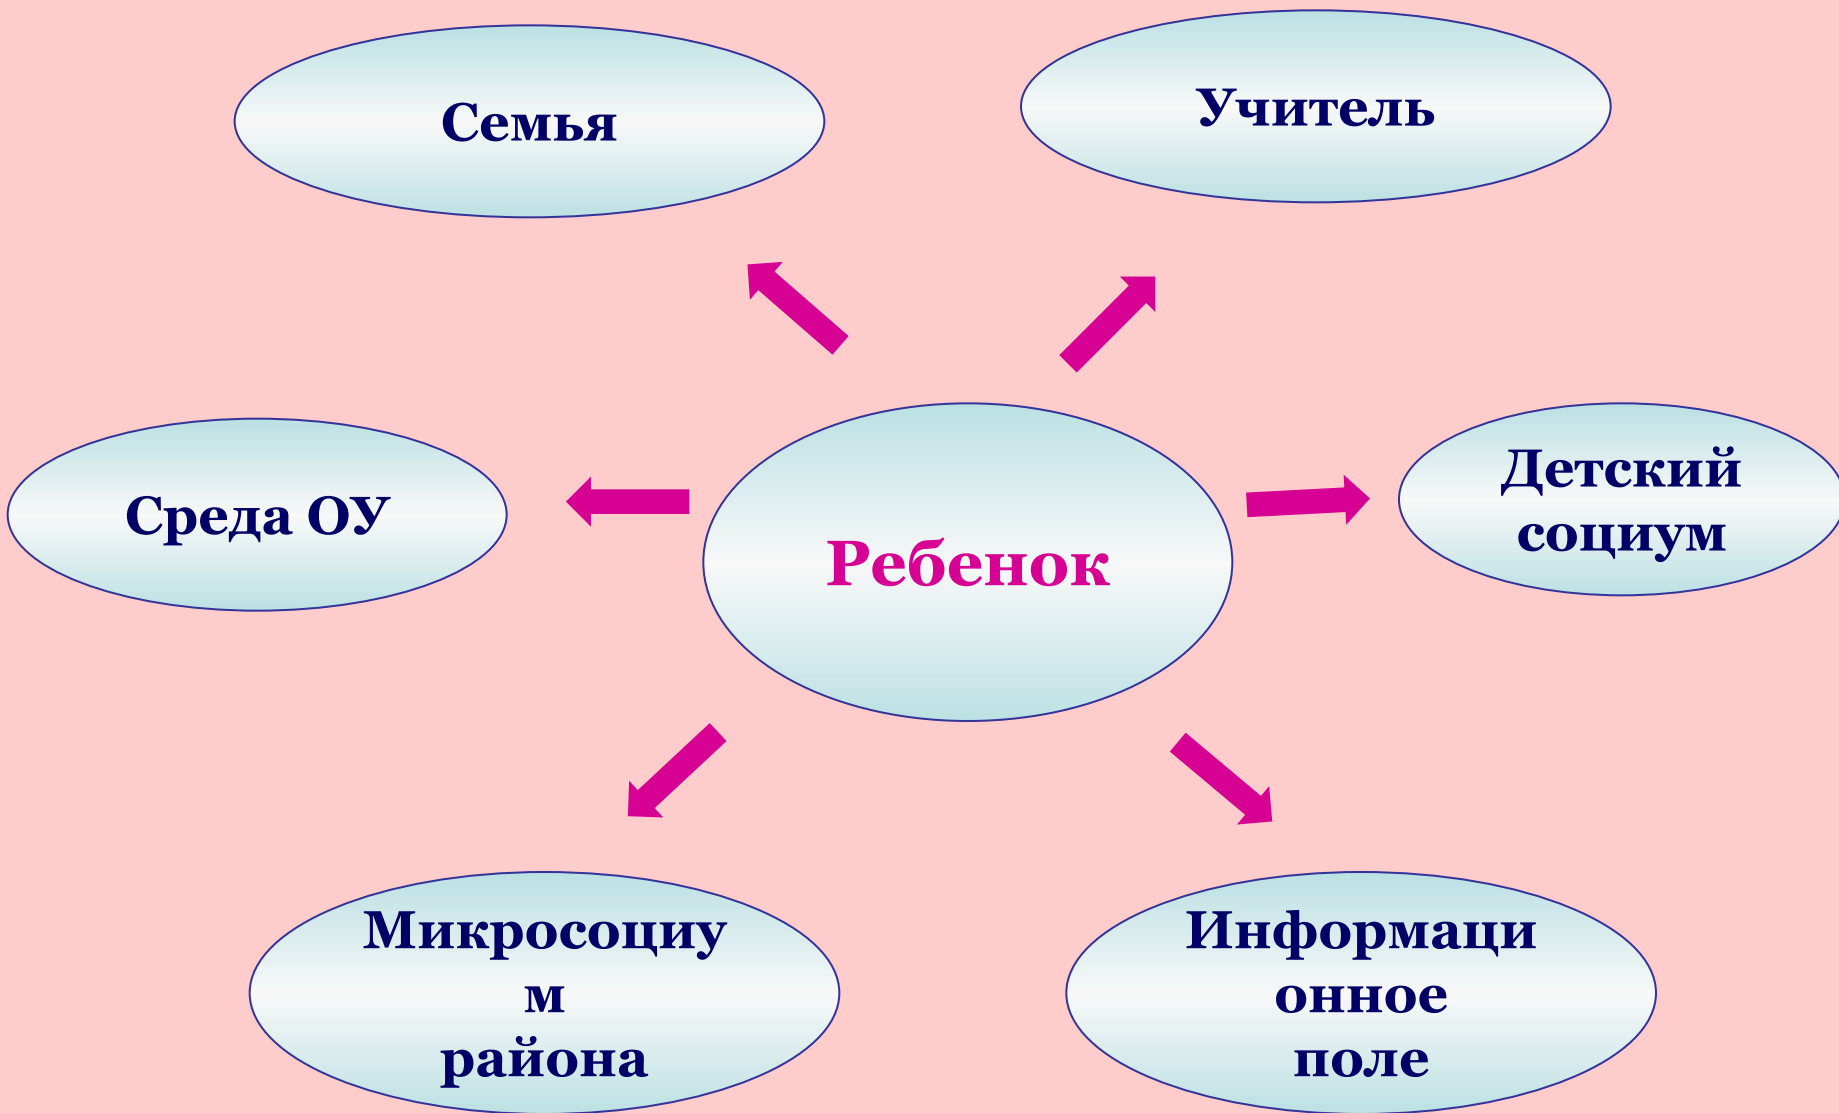 Семья
Учитель
Среда ОУ
Ребенок
Детский
социум
Микросоциу
м
района
Информаци
онное
поле